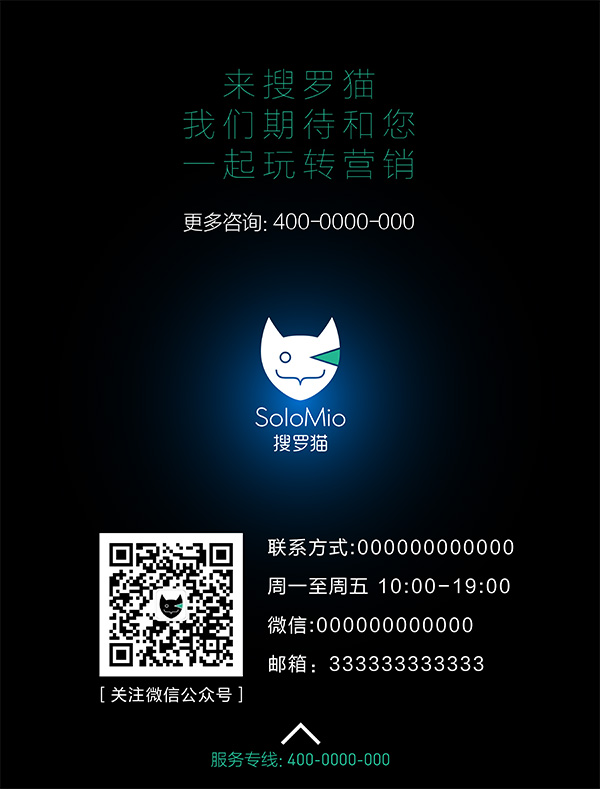 来搜罗猫
我们期待和您
一起玩转营销
更多咨询: 400-0000-000
SoloMio
搜罗猫
联系方式:000000000000
周一至周五 10:00-19:00
微信:000000000000
邮箱：333333333333
[ 关注微信公众号 ]
服务专线: 400-0000-000